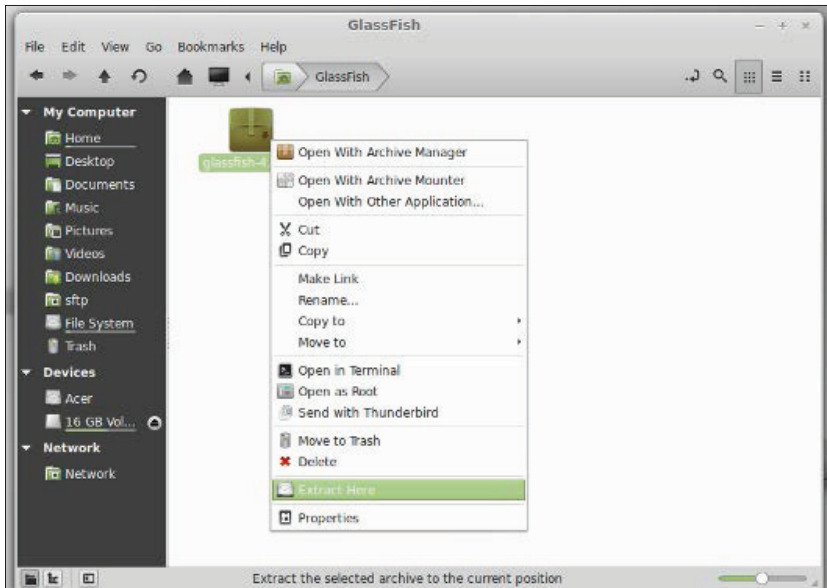 GlassFish
File Edit View Go Bookmarks Help
GlassFish
My Computer
Home
Desktop
Documents
Music
Pictures
Videos
Downloads
sftp
File System
Trash
Devices
Acer
16 GB Vol...
Network
Network
glassfish-4
Open With Archive Manager
Open With Archive Mounter
Open With Other Application...
Cut
Copy
Make Link
Rename...
Copy to
Move to
Open in Terminal
Open as Root
Send with Thunderbird
Move to Trash
Delete
Extract Here
Properties
Extract the selected archive to the current position